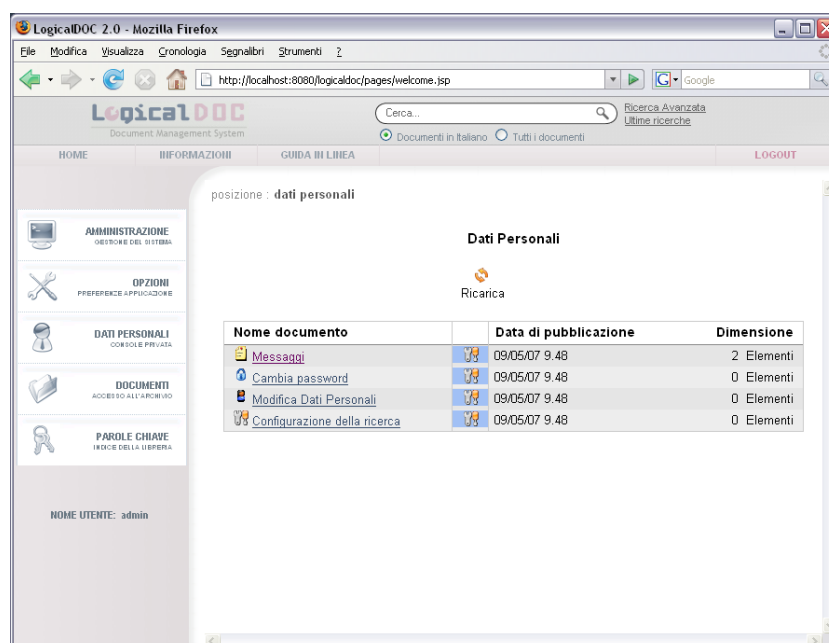 LogicalDOC 2.0 - Mozilla Firefox
File Modifica Visualizza Cronologia Segnalibri Strumenti ?
http://localhost:8080/logicaldoc/pages/welcome.jsp
G Google
LogicalDOC
Document Management System
Cerca...
Ricerca Avanzata
Ultime ricerche
Documenti in Italiano Tutti i documenti
HOME INFORMAZIONI GUIDA IN LINEA LOGOUT
posizione : dati personali
AMMINISTRAZIONE
GESTIONE DEL SISTEMA
OPZIONI
PREFERENZE APPLICAZIONE
DATI PERSONALI
CONSOLE PRIVATA
DOCUMENTI
ACCESSO ALL'ARCHIVIO
PAROLE CHIAVE
INDICE DELLA LIBRERIA
NOME UTENTE: admin
Dati Personali
Ricarica
Nome documento Data di pubblicazione Dimensione
Messaggi 09/05/07 9.48 2 Elementi
Cambia password 09/05/07 9.48 0 Elementi
Modifica Dati Personali 09/05/07 9.48 0 Elementi
Configurazione della ricerca 09/05/07 9.48 0 Elementi